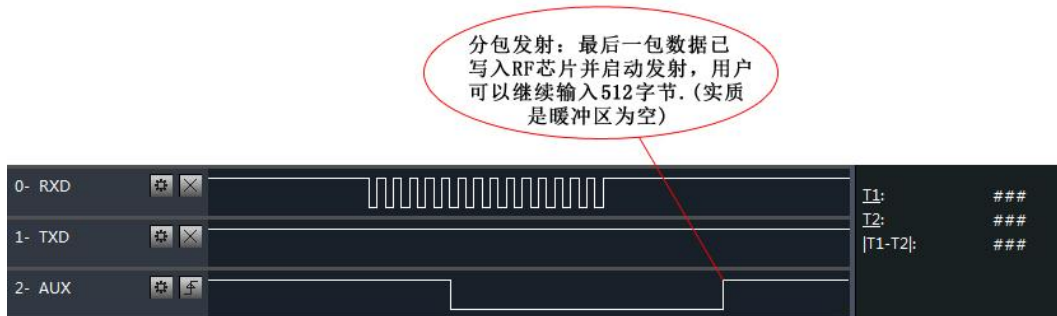 分包发射：最后一包数据已
写入RF芯片并启动发射，用户
可以继续输入512字节.(实质
是暖冲区为空)
0- RXD
1- TXD
2- AUX
T1: ###
T2: ###
|T1-T2|: ###